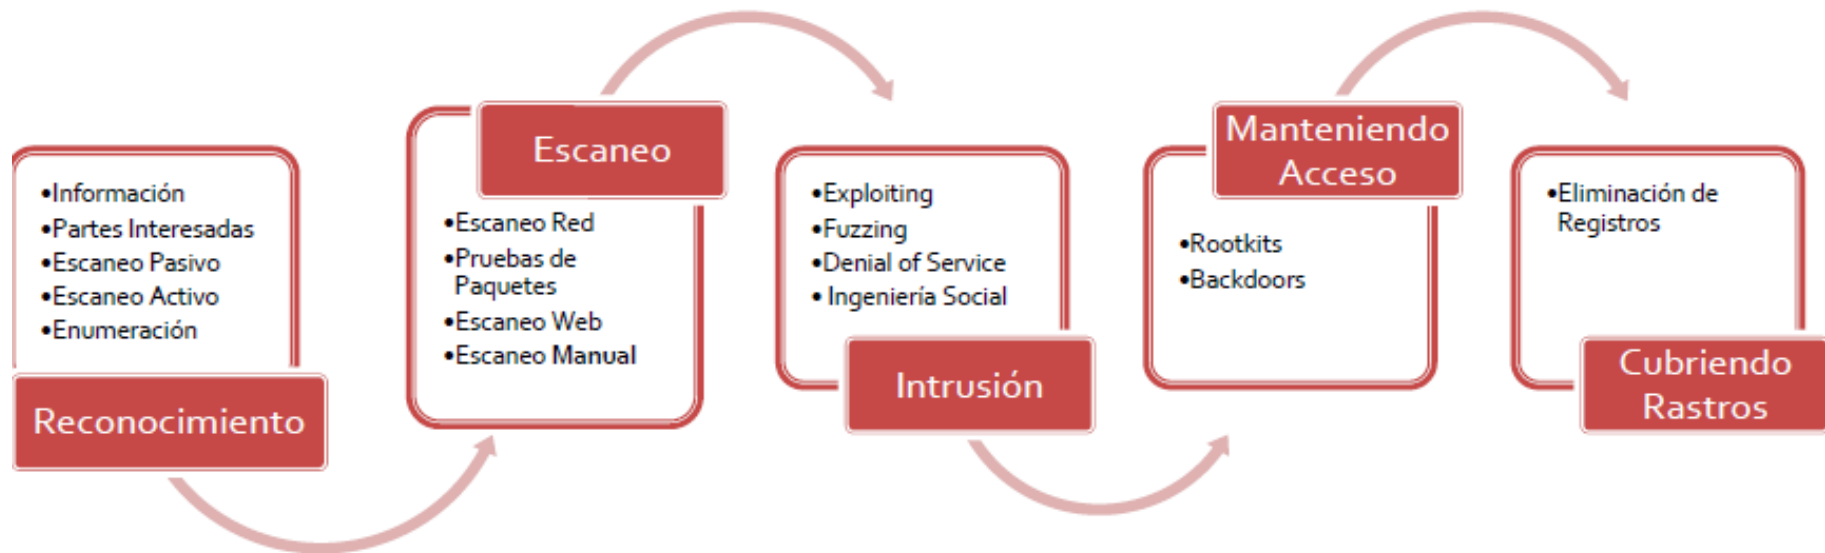 •Información
•Partes Interesadas
•Escaneo Pasivo
•Escaneo Activo
•Enumeración
Reconocimiento
Escaneo
•Escaneo Red
•Pruebas de
Paquetes
•Escaneo Web
•Escaneo Manual
•Exploiting
•Fuzzing
•Denial of Service
• Ingeniería Social
Intrusión
Manteniendo
Acceso
•Rootkits
•Backdoors
•Eliminación de
Registros
Cubriendo
Rastros